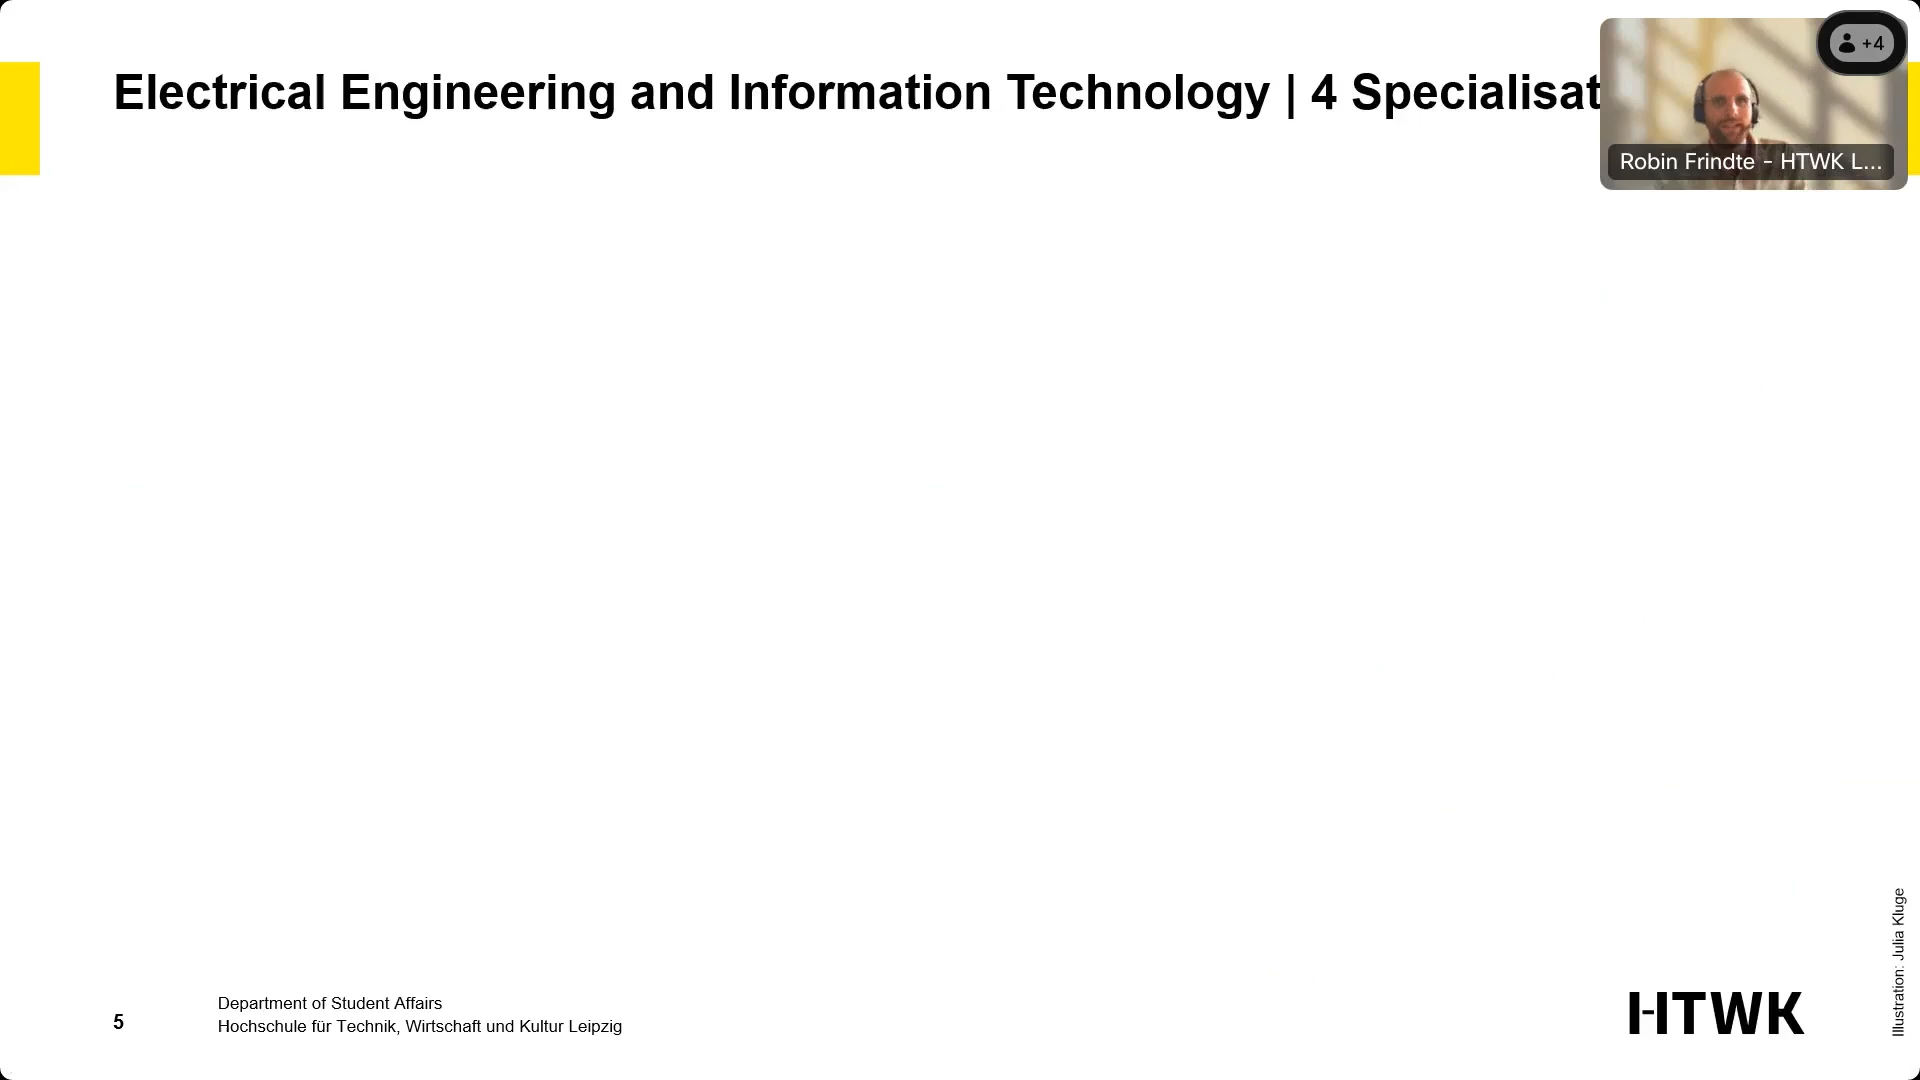 Electrical Engineering and Information Technology | 4 Specialisat
+4
Robin Frindte - HTWK L...
Illustration: Julia Kluge
5
Department of Student Affairs
Hochschule für Technik, Wirtschaft und Kultur Leipzig
HTWK